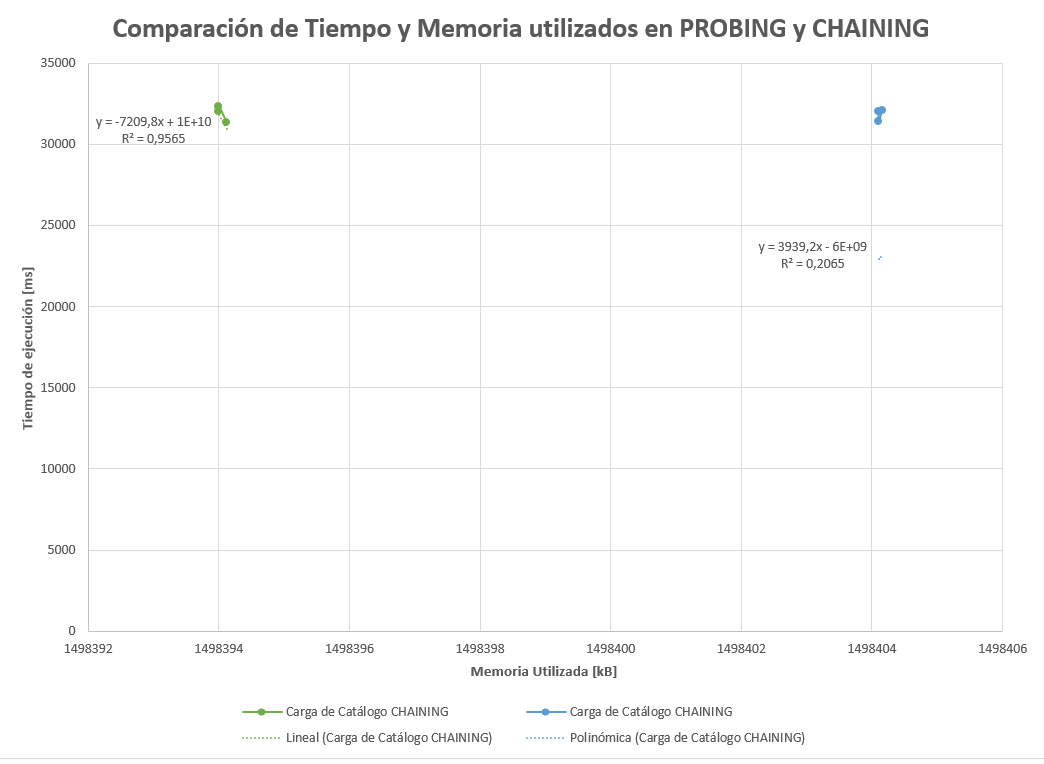 Comparación de Tiempo y Memoria utilizados en PROBING y CHAINING
35000
30000
25000
20000
15000
10000
5000
0
Tiempo de ejecución [ms]
y = -7209,8x + 1E+10
R² = 0,9565
y = 3939,2x - 6E+09
R² = 0,2065
1498392 1498394 1498396 1498398 1498400 1498402 1498404 1498406
Memoria Utilizada [kB]
Carga de Catálogo CHAINING Carga de Catálogo CHAINING
Lineal (Carga de Catálogo CHAINING) Polinómica (Carga de Catálogo CHAINING)